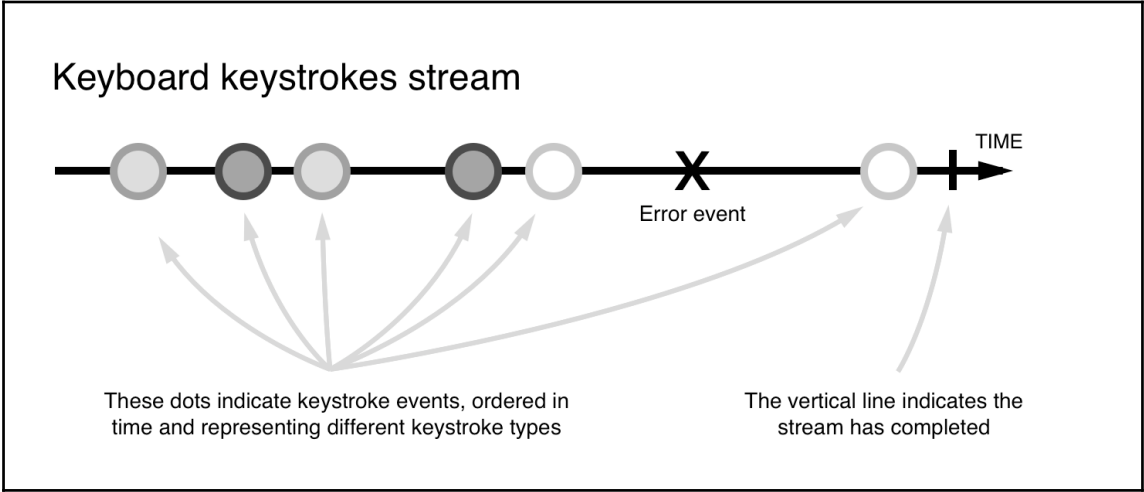 Keyboard keystrokes stream
TIME
X
Error event
These dots indicate keystroke events, ordered in
time and representing different keystroke types
The vertical line indicates the
stream has completed